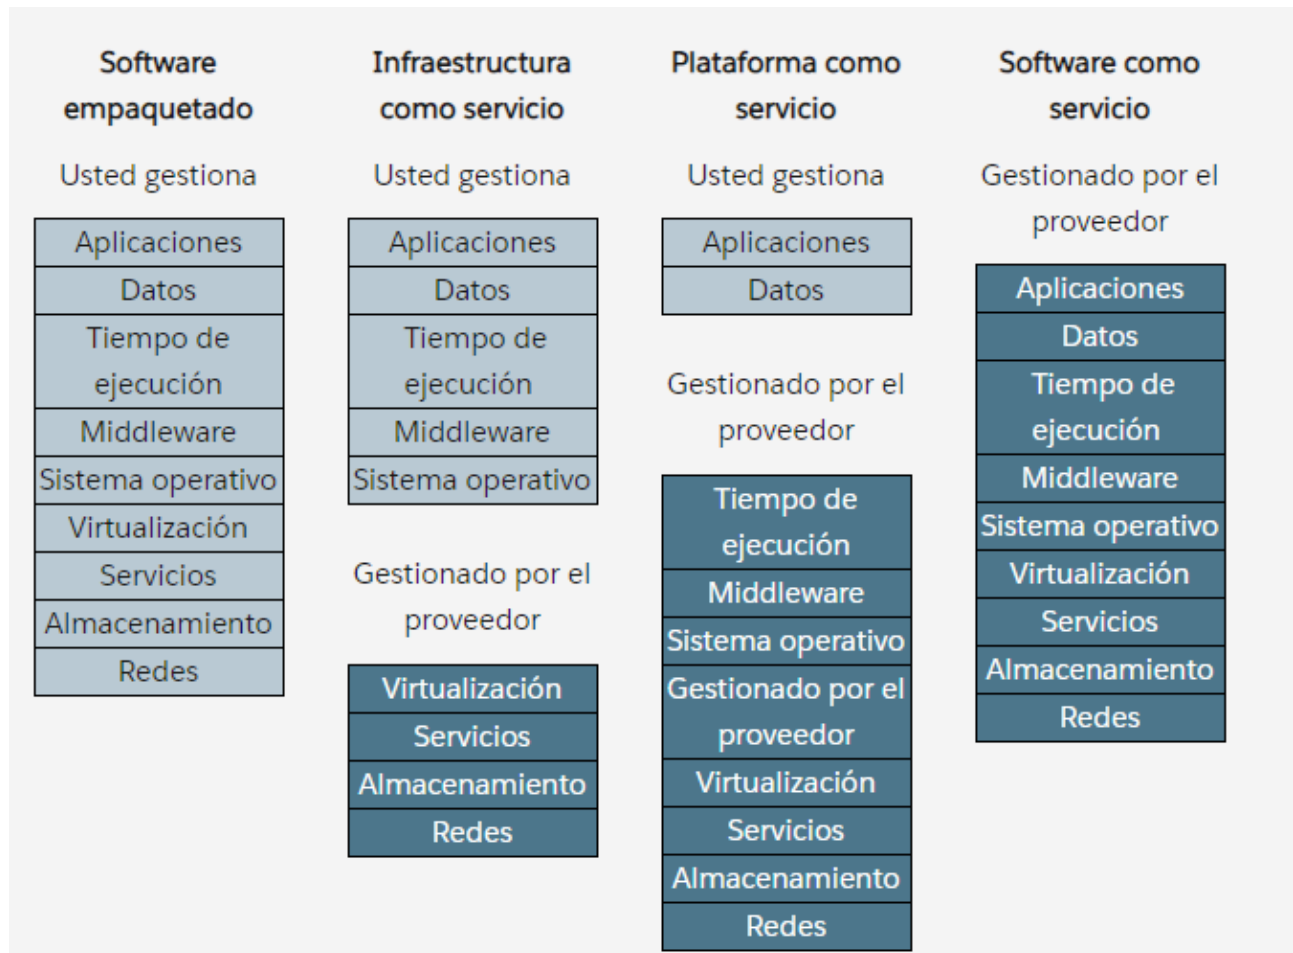 Software
empaquetado
Usted gestiona
Aplicaciones
Datos
Tiempo de
ejecución
Middleware
Sistema operativo
Virtualización
Servicios
Almacenamiento
Redes
Infraestructura
como servicio
Usted gestiona
Aplicaciones
Datos
Tiempo de
ejecución
Middleware
Sistema operativo
Gestionado por el
proveedor
Virtualización
Servicios
Almacenamiento
Redes
Plataforma como
servicio
Usted gestiona
Aplicaciones
Datos
Gestionado por el
proveedor
Tiempo de
ejecución
Middleware
Sistema operativo
Gestionado por el
proveedor
Virtualización
Servicios
Almacenamiento
Redes
Software como
servicio
Gestionado por el
proveedor
Aplicaciones
Datos
Tiempo de
ejecución
Middleware
Sistema operativo
Virtualización
Servicios
Almacenamiento
Redes